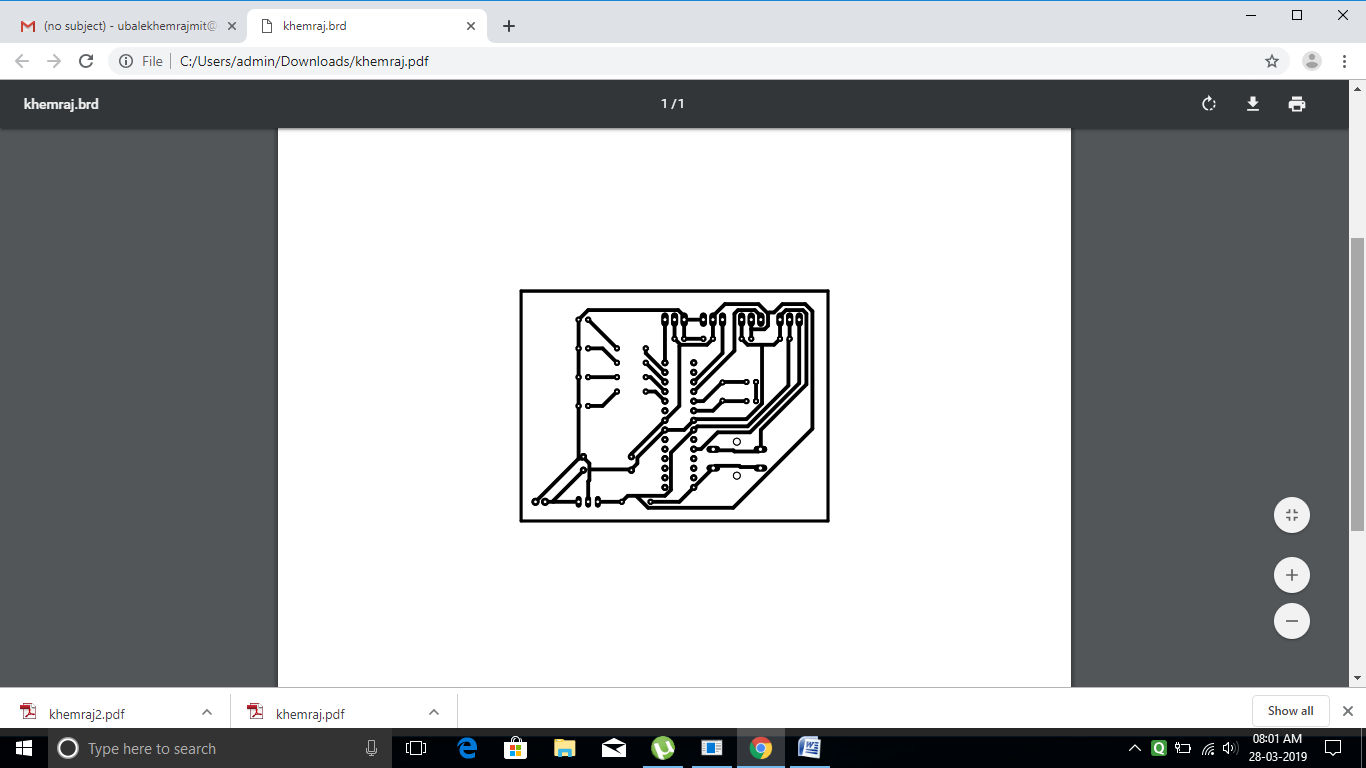 (no subject) - ubalekhemrajmit@
khemraj.brd
File
C:/Users/admin/Downloads/khemraj.pdf
khemraj.brd
1 / 1
khemraj2.pdf
khemraj.pdf
Show all
Type here to search
08:01 AM
28-03-2019